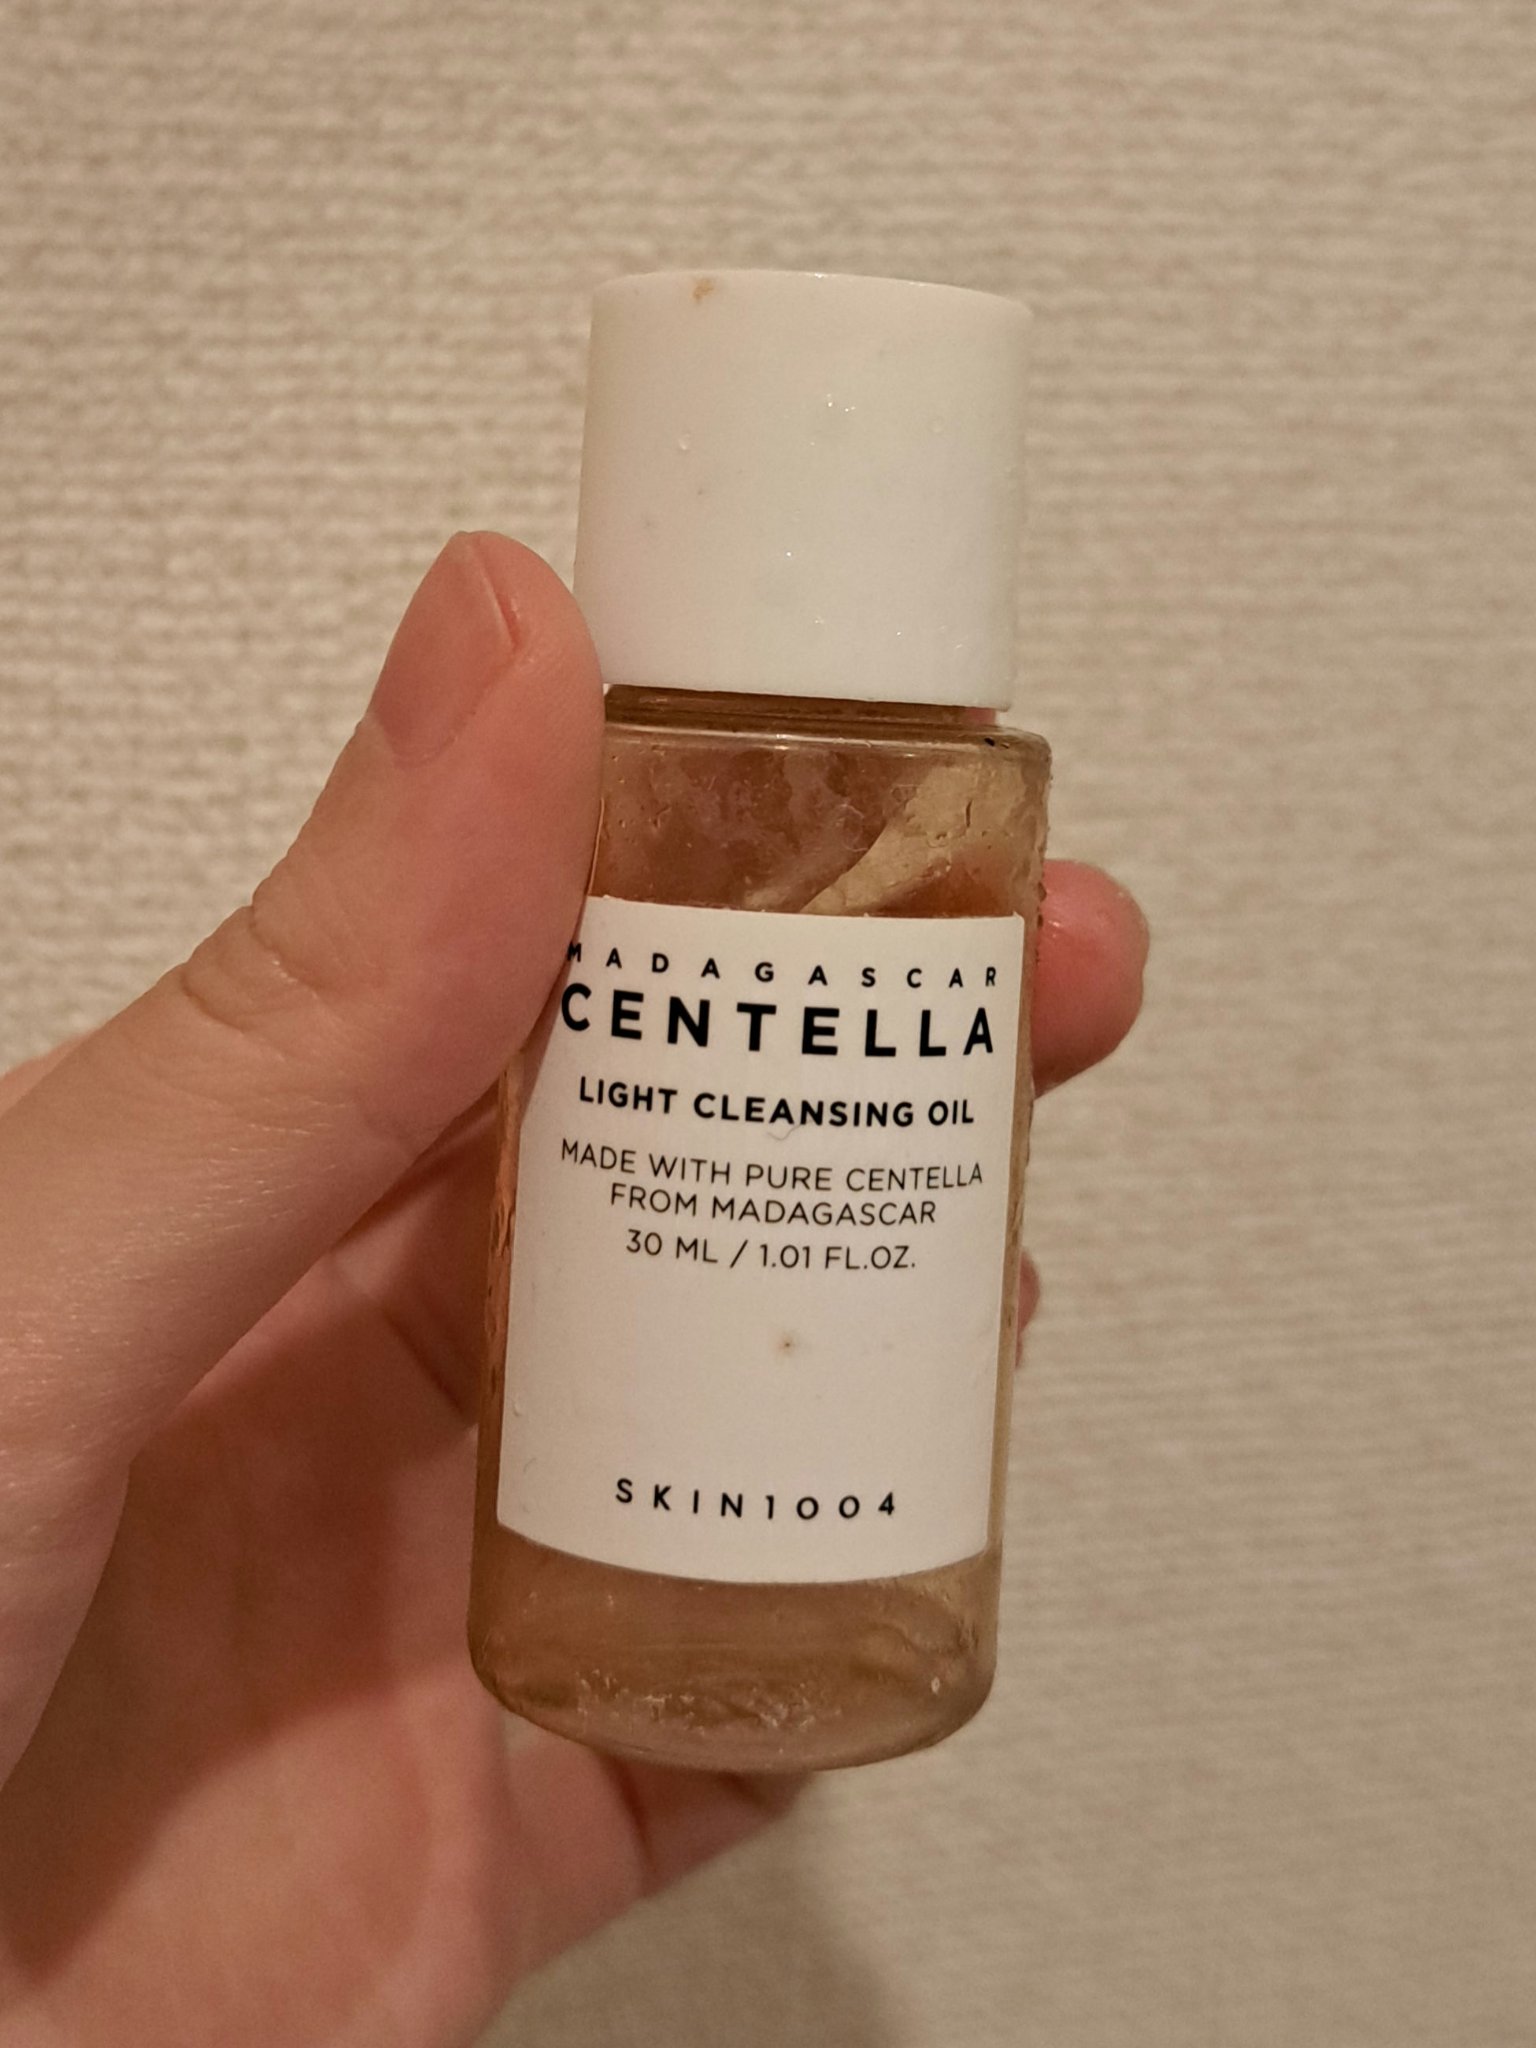 MADAGASCAR
CENTELLA
LIGHT CLEANSING OIL
MADE WITH PURE CENTELLA
FROM MADAGASCAR
30 ML / 1.01 FL.OZ.
SKIN1004